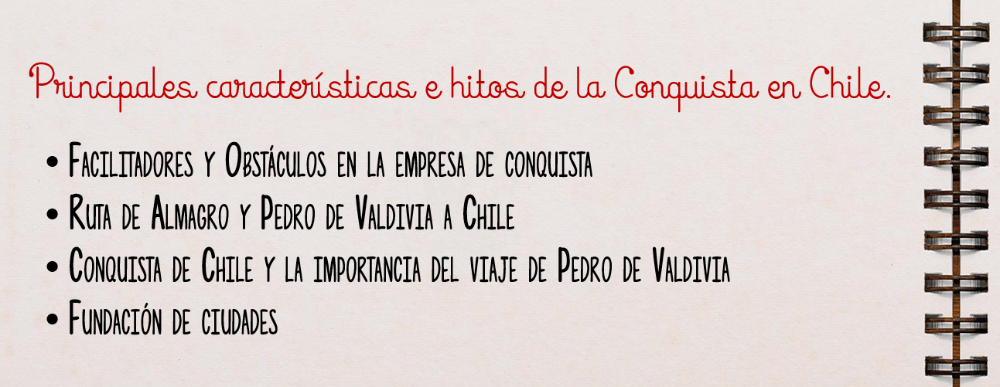 Principales características e hitos de la Conquista en Chile.
• Facilitadores y Obstáculos en la empresa de conquista
• Ruta de Almagro y Pedro de Valdivia a Chile
• Conquista de Chile y la importancia del viaje de Pedro de Valdivia
• Fundación de ciudades